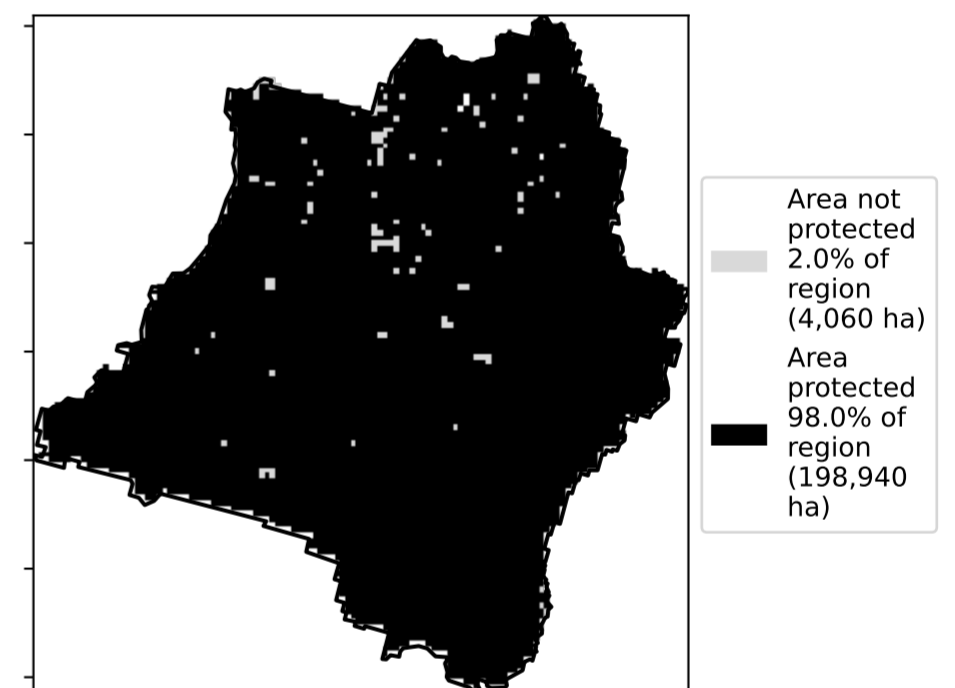 Area not
protected
2.0% of
region
(4,060 ha)
Area
protected
98.0% of
region
(198,940
ha)